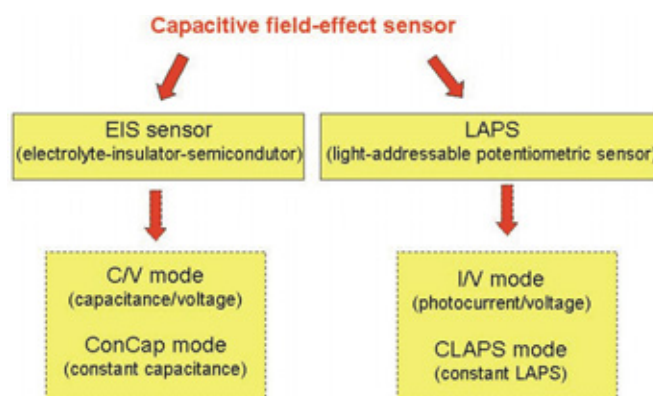 Capacitive field-effect sensor
EIS sensor
(electrolyte-insulator-semicondutor)
LAPS
(light-addressable potentiometric sensor)
C/V mode
(capacitance/voltage)
ConCap mode
(constant capacitance)
I/V mode
(photocurrent/voltage)
CLAPS mode
(constant LAPS)